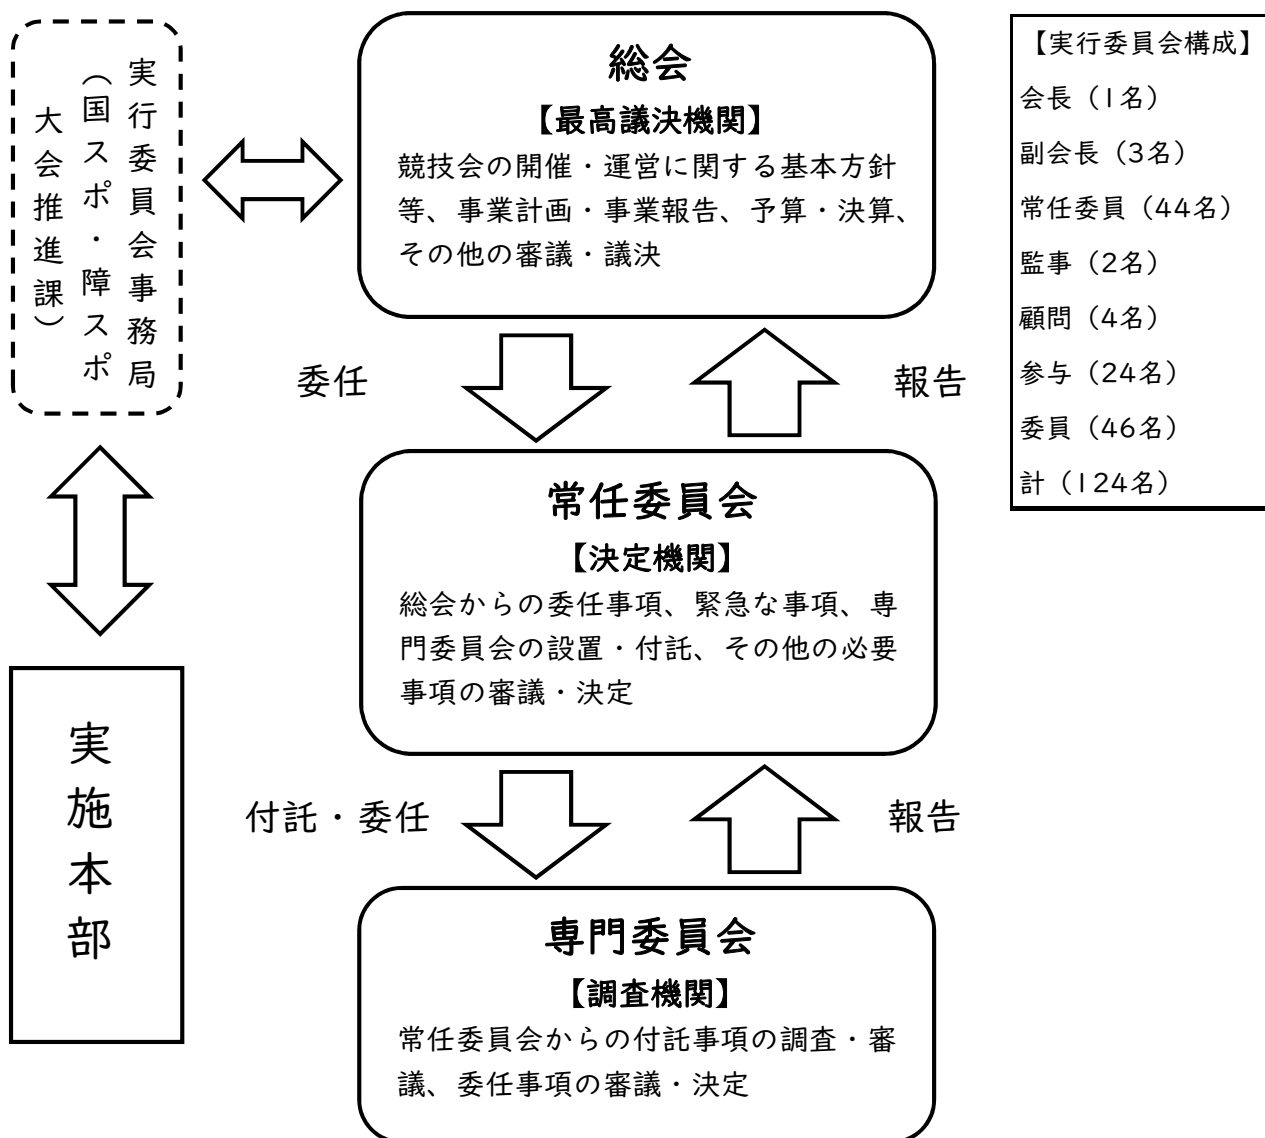 実行委員会事務局
（国スポ・障スポ
大会推進課）
総会
【最高議決機関】
競技会の開催・運営に関する基本方針
等、事業計画・事業報告、予算・決算、
その他の審議・議決
【実行委員会構成】
会長（1名）
副会長（3名）
常任委員（44名）
監事（2名）
顧問（4名）
参与（24名）
委員（46名）
計（124名）
委任
報告
常任委員会
【決定機関】
総会からの委任事項、緊急な事項、専
門委員会の設置・付託、その他の必要
事項の審議・決定
実施本部
付託・委任
報告
専門委員会
【調査機関】
常任委員会からの付託事項の調査・審
議、委任事項の審議・決定